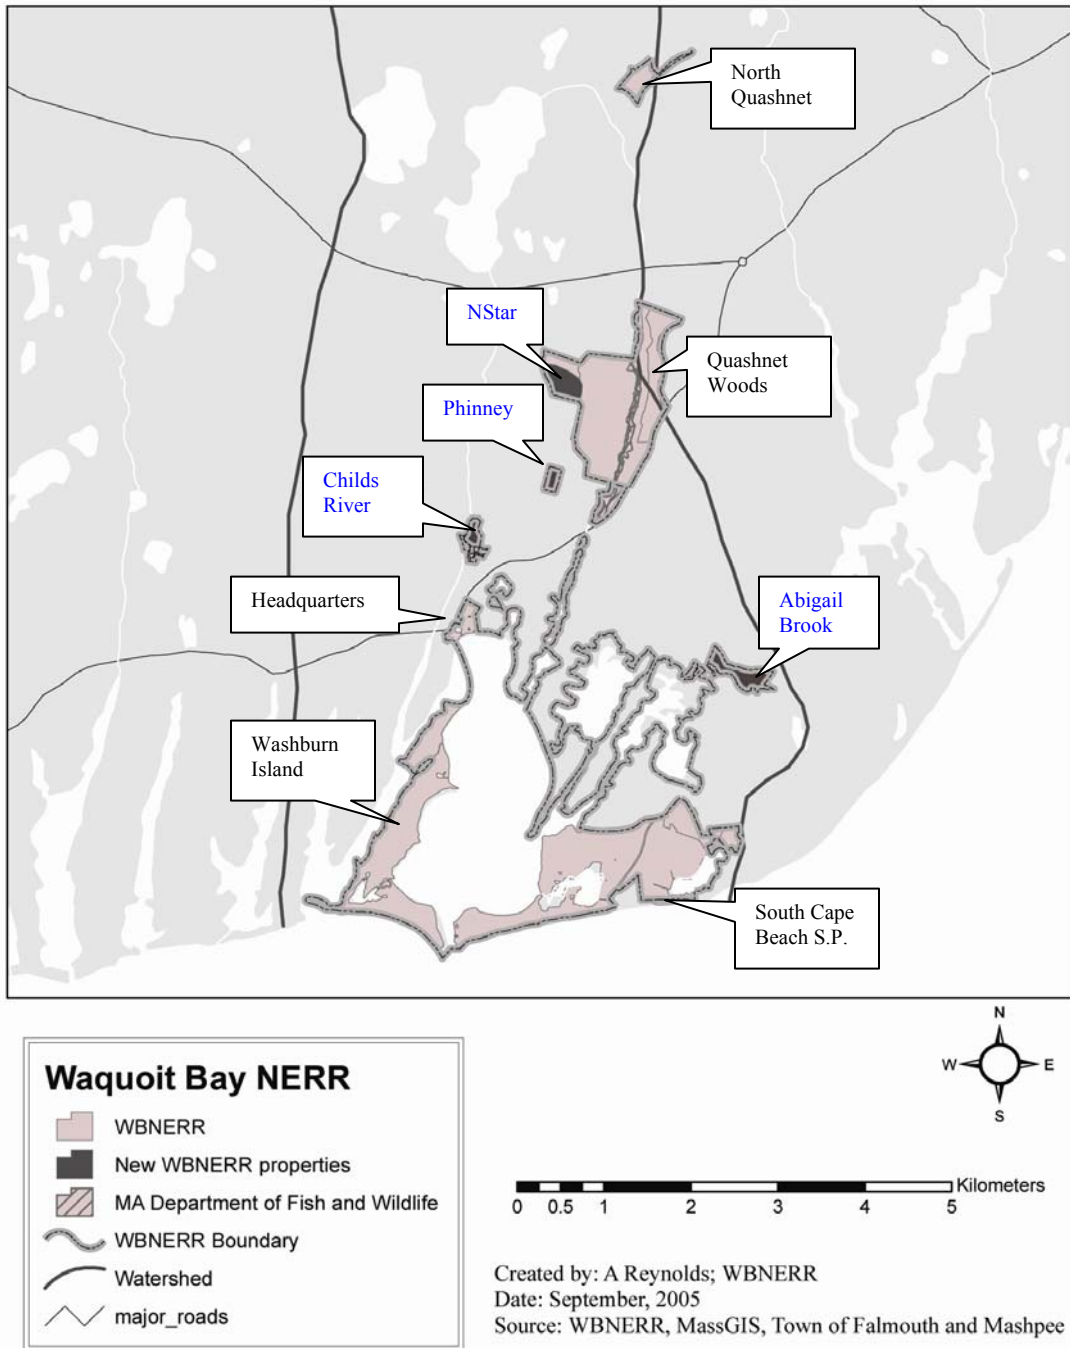 North
Quashnet
NStar
Quashnet
Woods
Phinney
Childs
River
Headquarters
Abigail
Brook
Washburn
Island
South Cape
Beach S.P.
Waquoit Bay NERR
WBNERR
New WBNERR properties
MA Department of Fish and Wildlife
WBNERR Boundary
Watershed
major_roads
N
W E
S
Kilometers
0 0.5 1 2 3 4 5
Created by: A Reynolds; WBNERR
Date: September, 2005
Source: WBNERR, MassGIS, Town of Falmouth and Mashpee